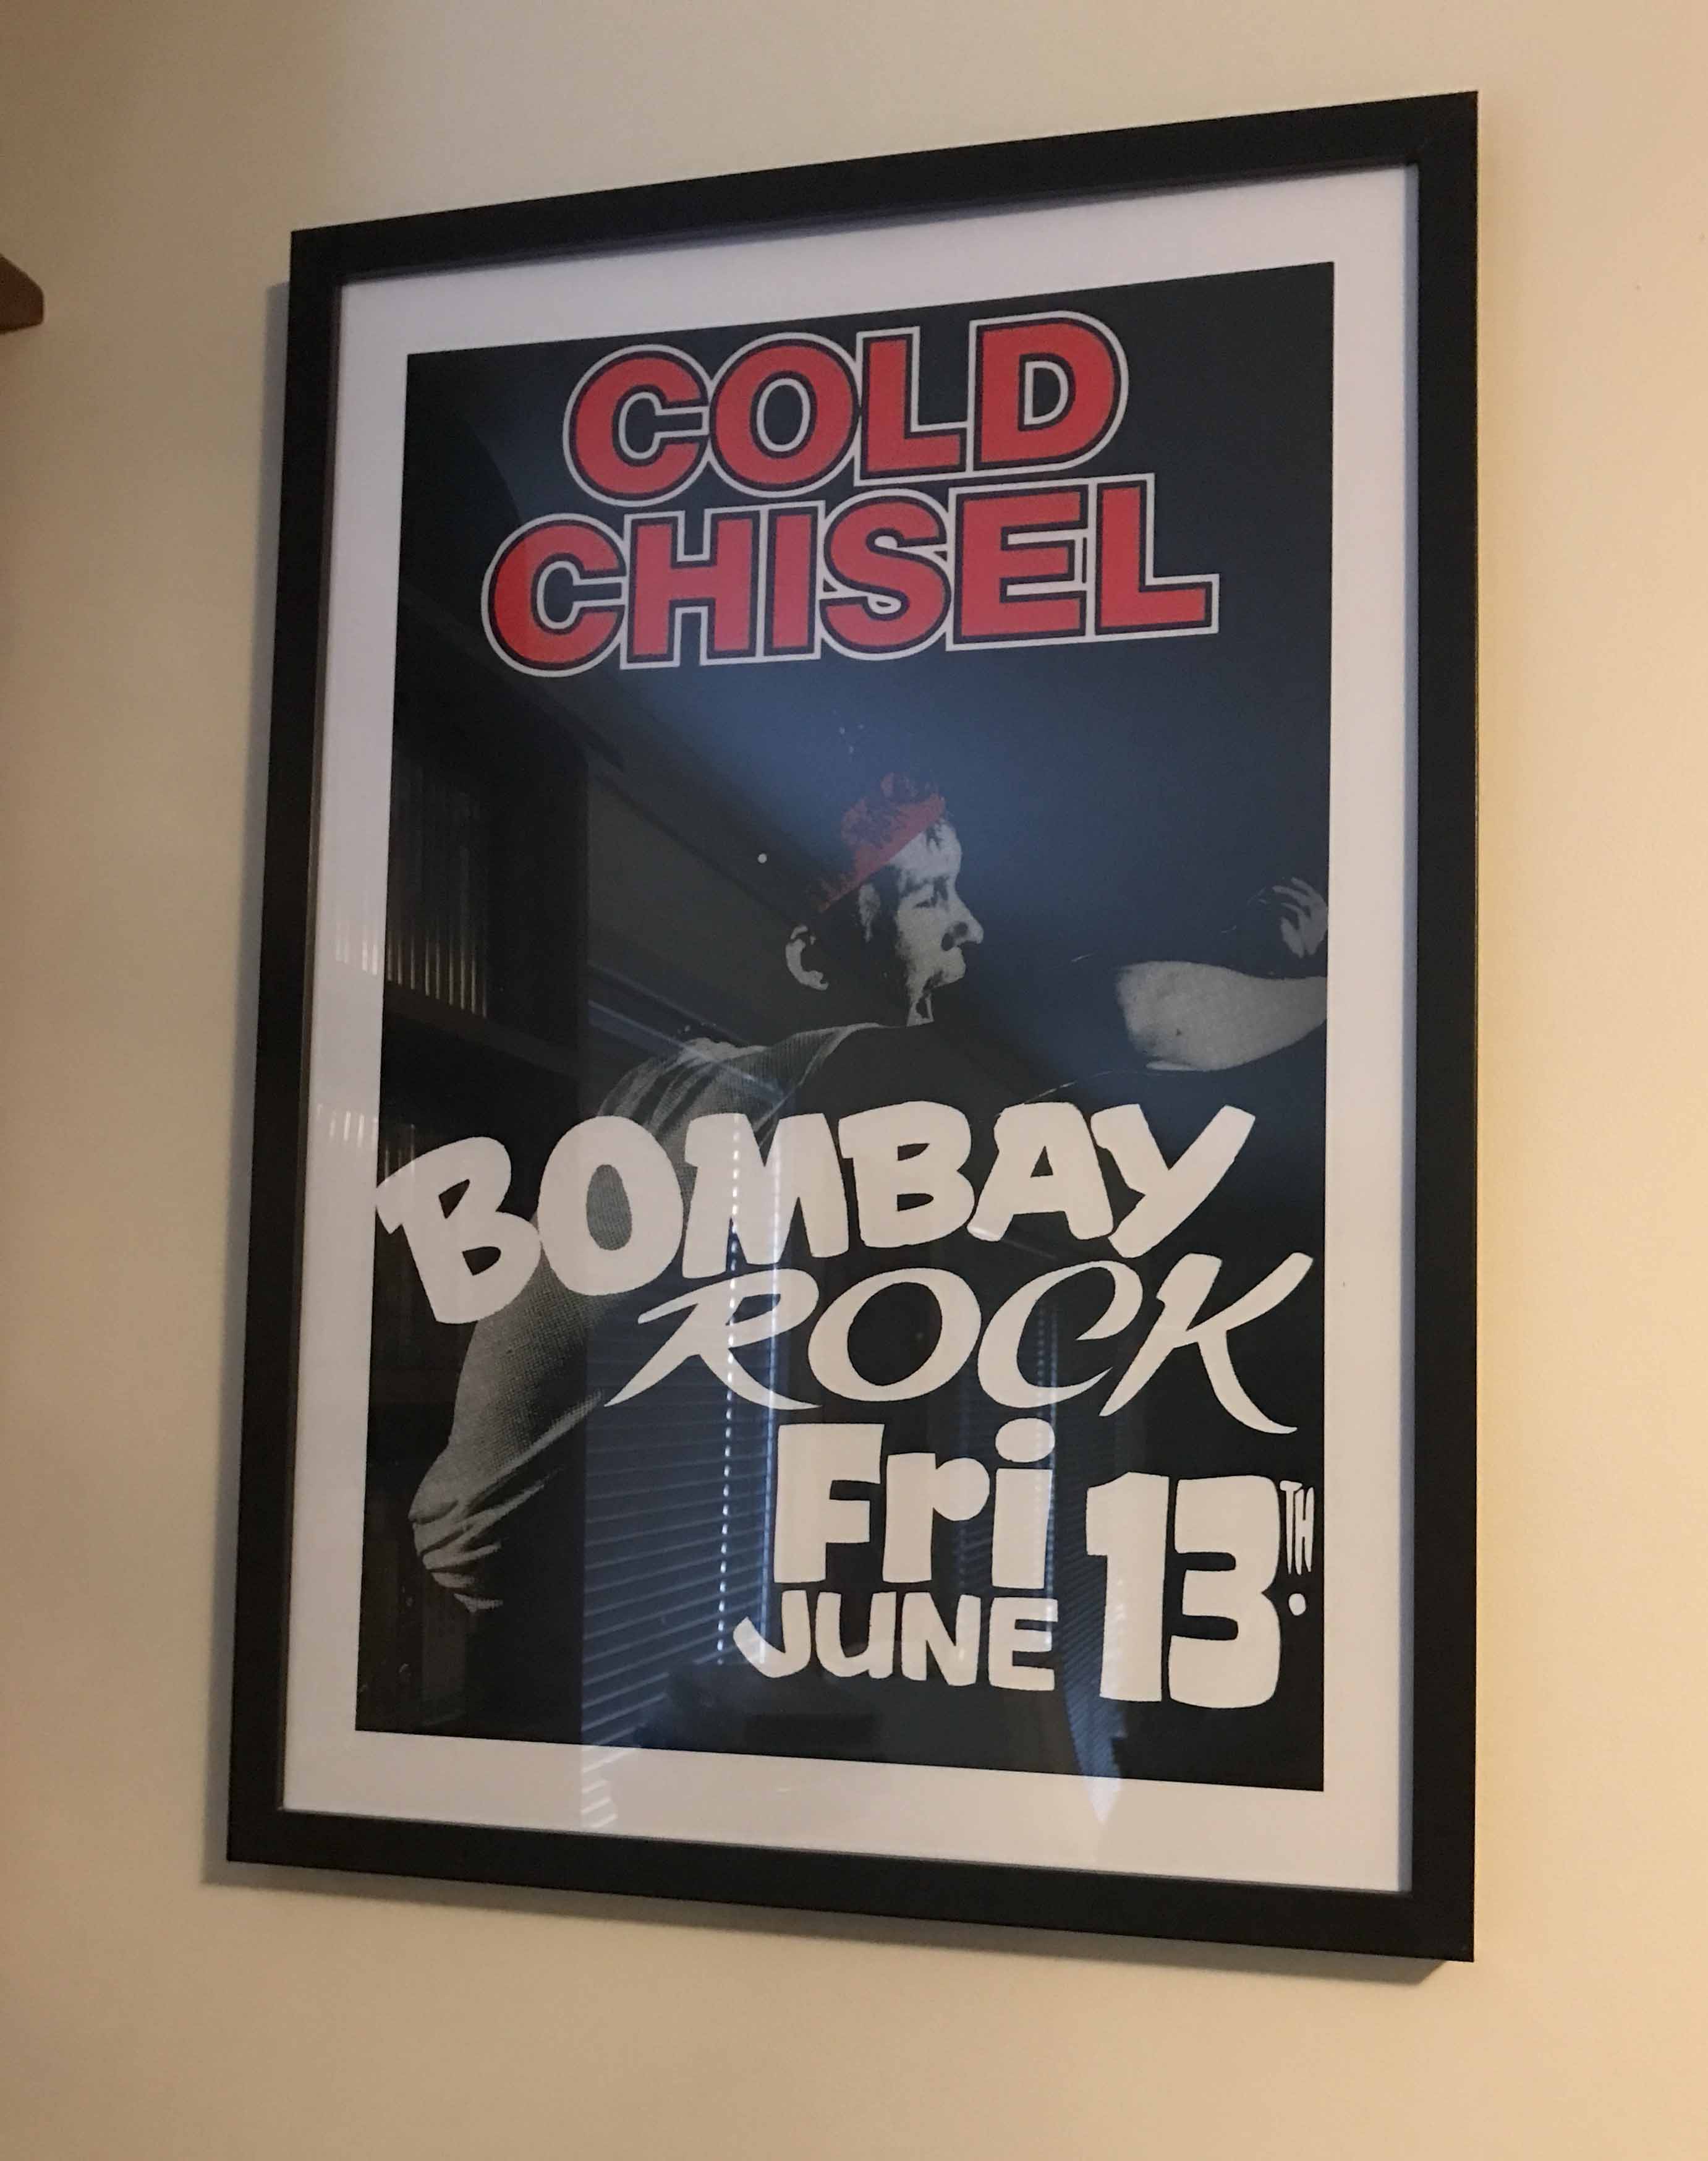 COLD
CHISEL
BOMBAY
ROCK
Fri
JUNE 13TH.